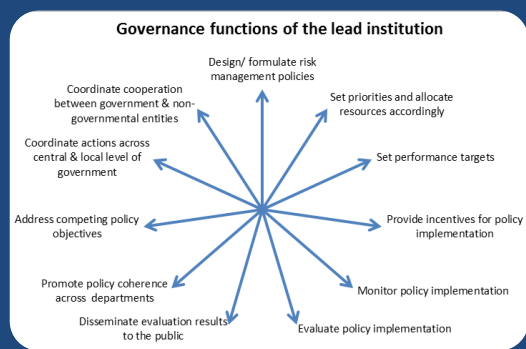 Governance functions of the lead institution
Design/ formulate risk
management policies
Set priorities and allocate
resources accordingly
Set performance targets
Provide incentives for policy
implementation
Monitor policy implementation
Evaluate policy implementation
Disseminate evaluation results
to the public
Promote policy coherence
across departments
Address competing policy
objectives
Coordinate actions across
central & local level of
government
Coordinate cooperation
between government & non-
governmental entities